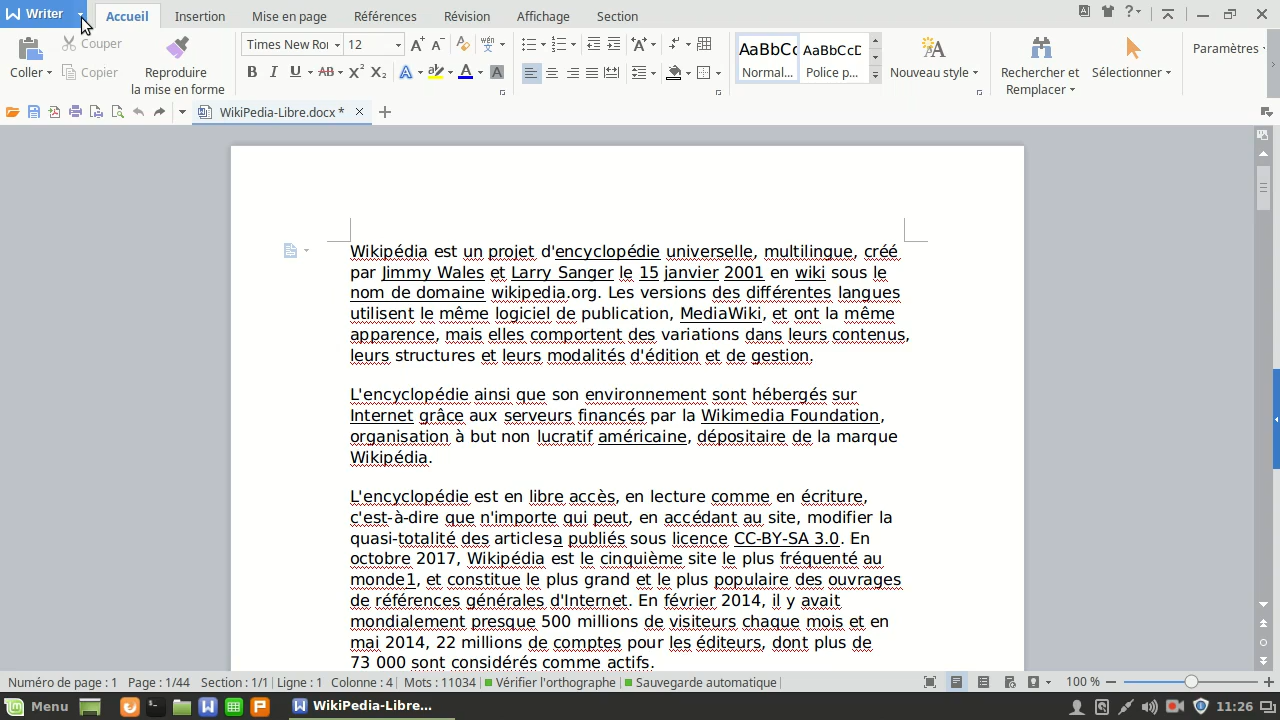 Writer
Accueil Insertion Mise en page Références Révision Affichage Section
Coller Couper Copier Reproduire la mise en forme
Times New Ro 12
AaBbCc AaBbCcD
Normal... Police p... Nouveau style Rechercher et Remplacer Sélectionner Paramètres
WikiPedia-Libre.docx *
Wikipédia est un projet d'encyclopédie universelle, multilingue, créé
par Jimmy Wales et Larry Sanger le 15 janvier 2001 en wiki sous le
nom de domaine wikipedia.org. Les versions des différentes langues
utilisent le même logiciel de publication, MediaWiki, et ont la même
apparence, mais elles comportent des variations dans leurs contenus,
leurs structures et leurs modalités d'édition et de gestion.
L'encyclopédie ainsi que son environnement sont hébergés sur
Internet grâce aux serveurs financés par la Wikimedia Foundation,
organisation à but non lucratif américaine, dépositaire de la marque
Wikipédia.
L'encyclopédie est en libre accès, en lecture comme en écriture,
c'est-à-dire que n'importe qui peut, en accédant au site, modifier la
quasi-totalité des articlesa publiés sous licence CC-BY-SA 3.0. En
octobre 2017, Wikipédia est le cinquième site le plus fréquenté au
monde1, et constitue le plus grand et le plus populaire des ouvrages
de références générales d'Internet. En février 2014, il y avait
mondialement presque 500 millions de visiteurs chaque mois et en
mai 2014, 22 millions de comptes pour les éditeurs, dont plus de
73 000 sont considérés comme actifs.
Numéro de page : 1 Page : 1/44 Section : 1/1 Ligne : 1 Colonne : 4 Mots : 11034 Vérifier l'orthographe Sauvegarde automatique 100 %
Menu WikiPedia-Libre... 11:26